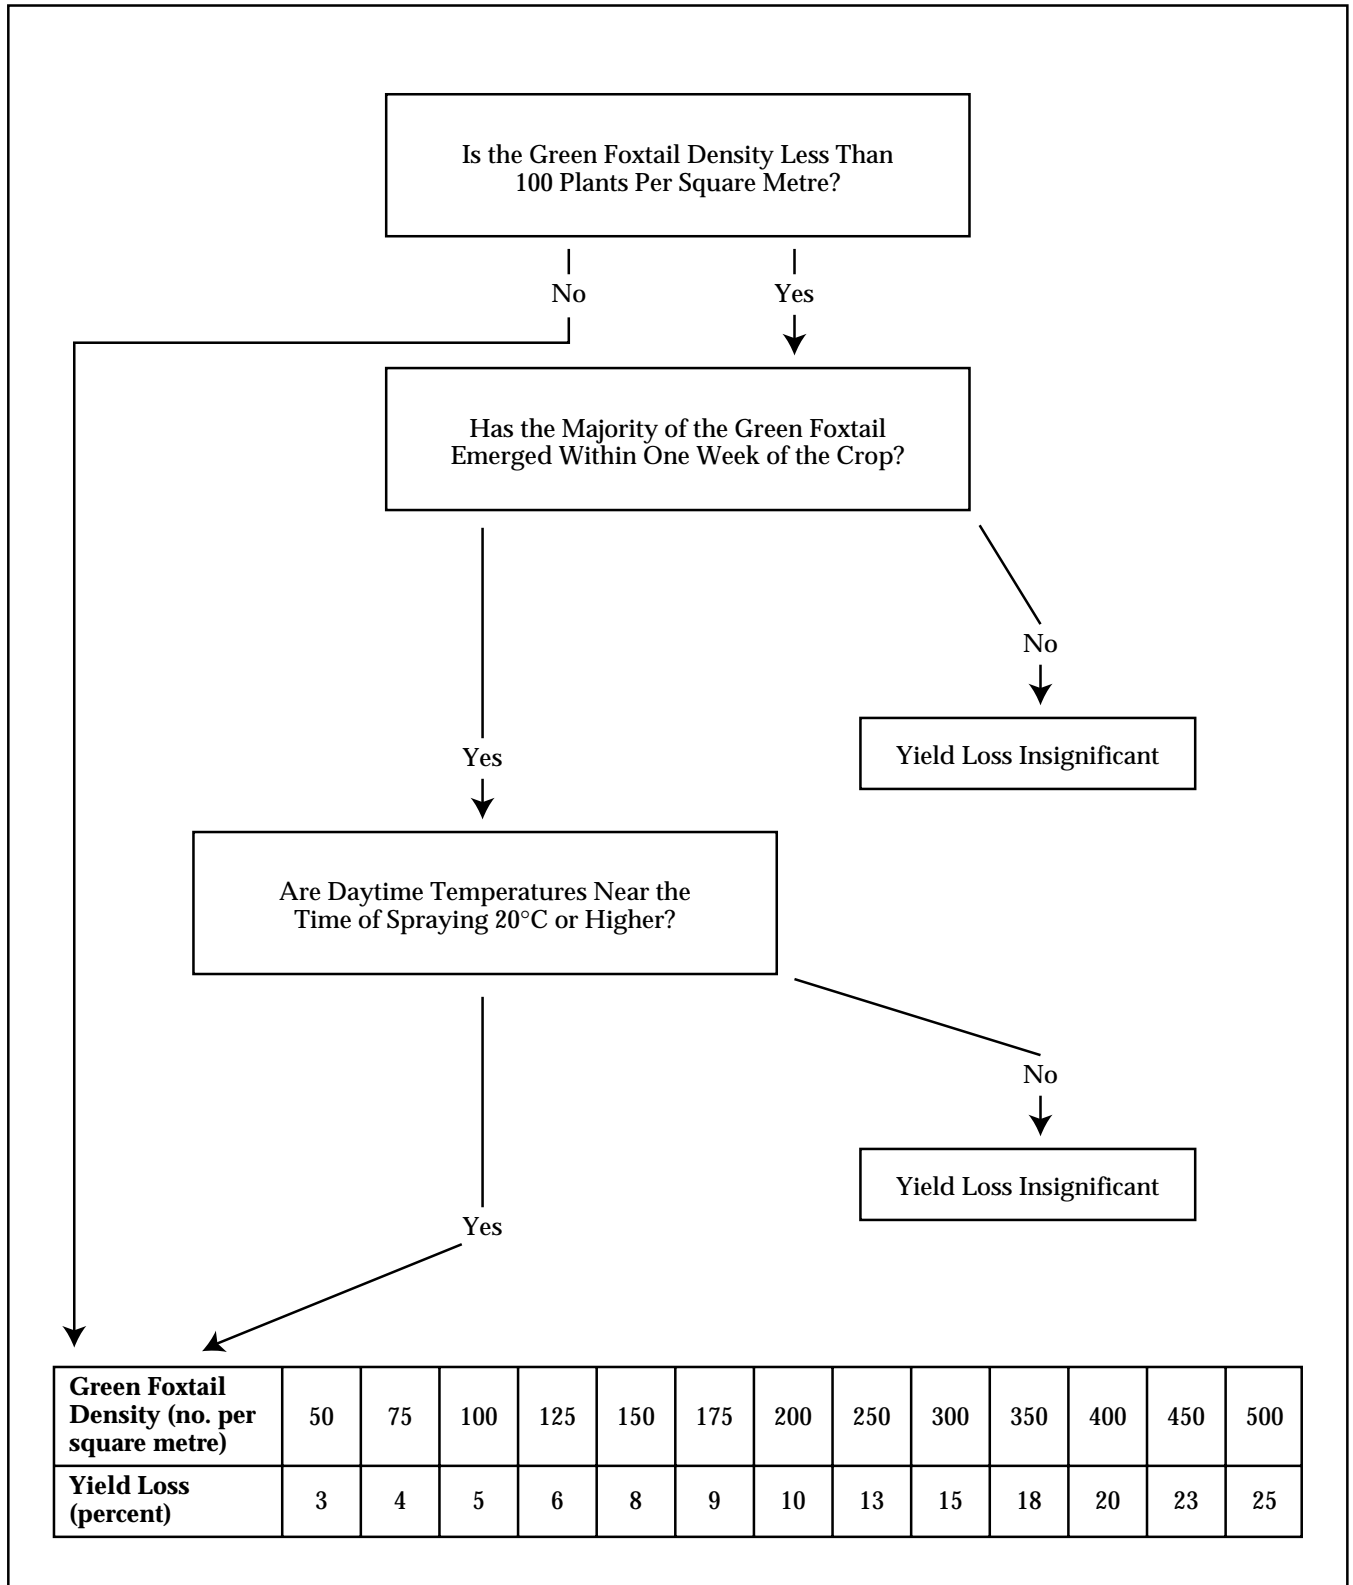 Is the Green Foxtail Density Less Than
100 Plants Per Square Metre?
No
Yes
Has the Majority of the Green Foxtail
Emerged Within One Week of the Crop?
No
Yes
Yield Loss Insignificant
Are Daytime Temperatures Near the
Time of Spraying 20°C or Higher?
No
Yield Loss Insignificant
Yes
Green Foxtail
Density (no. per
square metre)
50 75 100 125 150 175 200 250 300 350 400 450 500
Yield Loss
(percent)
3 4 5 6 8 9 10 13 15 18 20 23 25